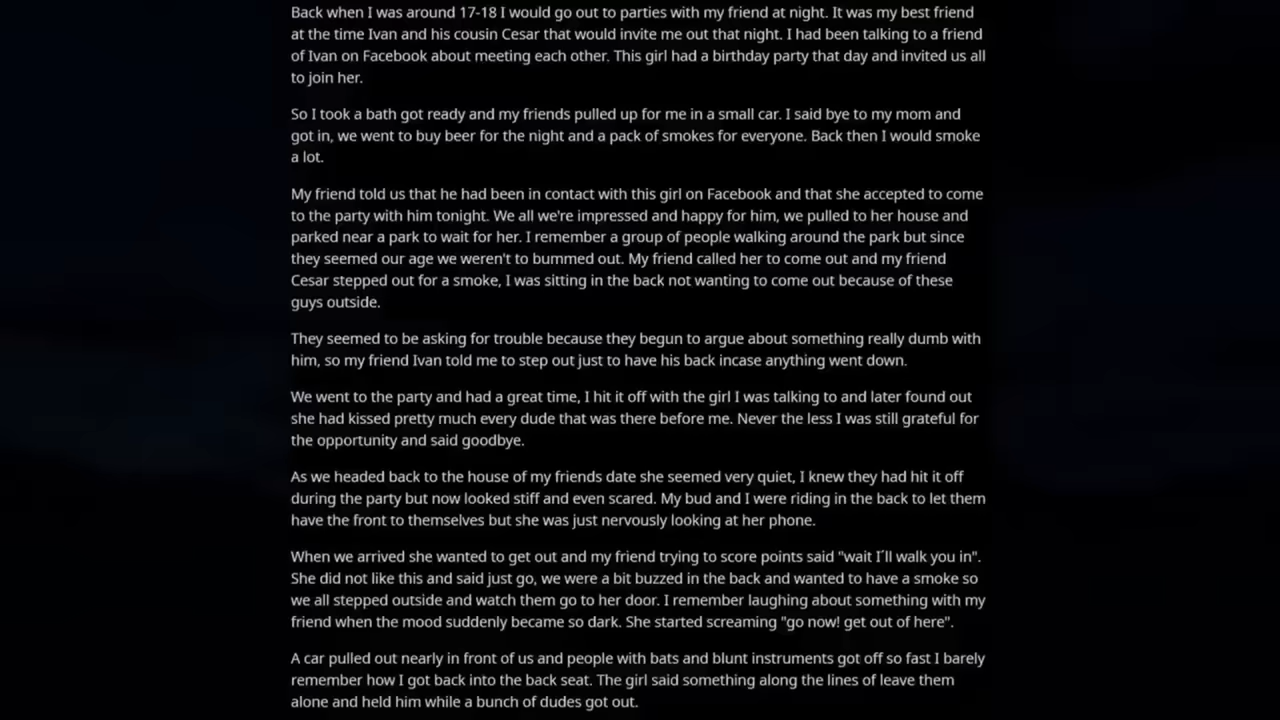 Back when I was around 17-18 I would go out to parties with my friend at night. It was my best friend
at the time Ivan and his cousin Cesar that would invite me out that night. I had been talking to a friend
of Ivan on Facebook about meeting each other. This girl had a birthday party that day and invited us all
to join her.
So I took a bath got ready and my friends pulled up for me in a small car. I said bye to my mom and
got in, we went to buy beer for the night and a pack of smokes for everyone. Back then I would smoke
a lot.
My friend told us that he had been in contact with this girl on Facebook and that she accepted to come
to the party with him tonight. We all we're impressed and happy for him, we pulled to her house and
parked near a park to wait for her. I remember a group of people walking around the park but since
they seemed our age we weren't to bummed out. My friend called her to come out and my friend
Cesar stepped out for a smoke, I was sitting in the back not wanting to come out because of these
guys outside.
They seemed to be asking for trouble because they begun to argue about something really dumb with
him, so my friend Ivan told me to step out just to have his back incase anything went down.
We went to the party and had a great time, I hit it off with the girl I was talking to and later found out
she had kissed pretty much every dude that was there before me. Never the less I was still grateful for
the opportunity and said goodbye.
As we headed back to the house of my friends date she seemed very quiet, I knew they had hit it off
during the party but now looked stiff and even scared. My bud and I were riding in the back to let them
have the front to themselves but she was just nervously looking at her phone.
When we arrived she wanted to get out and my friend trying to score points said "wait I´ll walk you in".
She did not like this and said just go, we were a bit buzzed in the back and wanted to have a smoke so
we all stepped outside and watch them go to her door. I remember laughing about something with my
friend when the mood suddenly became so dark. She started screaming "go now! get out of here".
A car pulled out nearly in front of us and people with bats and blunt instruments got off so fast I barely
remember how I got back into the back seat. The girl said something along the lines of leave them
alone and held him while a bunch of dudes got out.